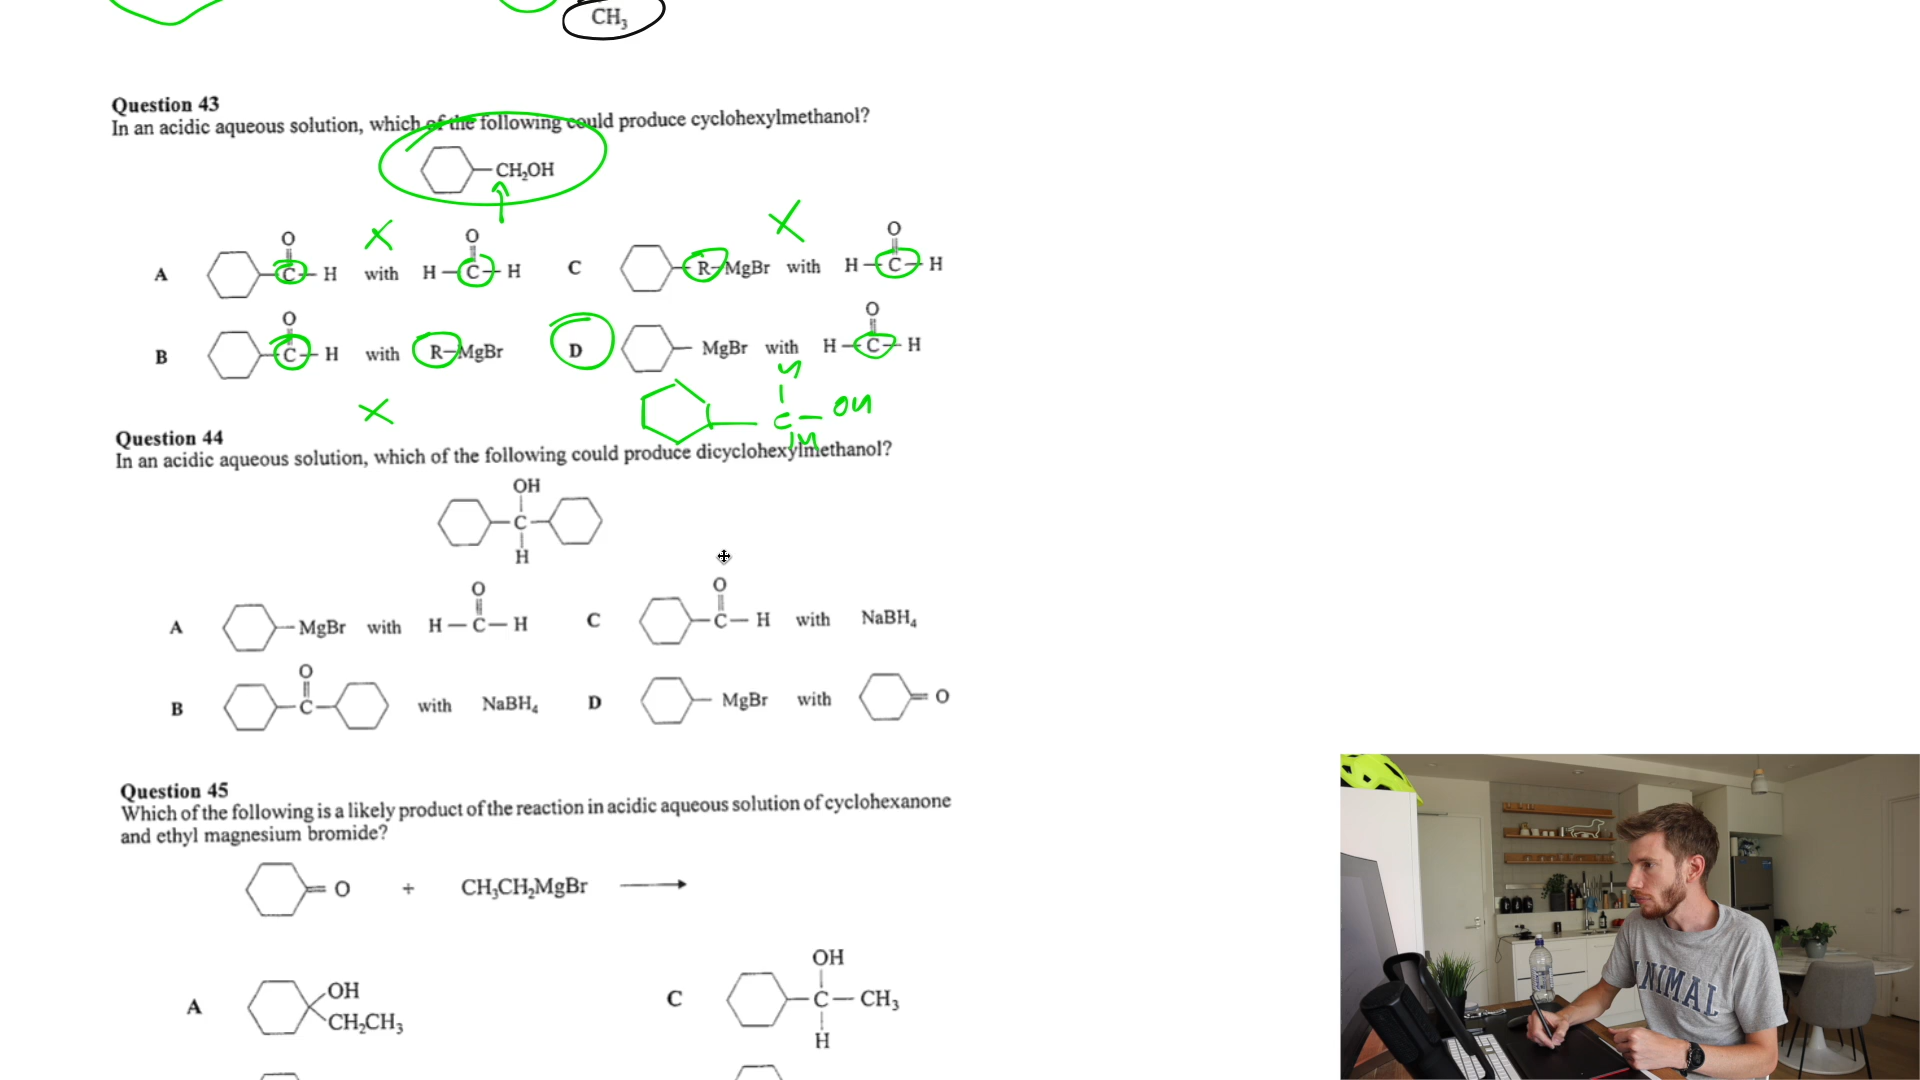 CH₃
Question 43
In an acidic aqueous solution, which of the following could produce cyclohexylmethanol?
CH₂OH
A
O
C
H
with
O
H
C
H
C
R
MgBr
with
O
H
C
H
B
O
C
H
with
R
MgBr
D
MgBr
with
O
H
C
H
C
OH
H
Question 44
In an acidic aqueous solution, which of the following could produce dicyclohexylmethanol?
OH
C
H
A
MgBr
with
O
H
C
H
C
O
C
H
with
NaBH₄
B
O
C
with
NaBH₄
D
MgBr
with
O
Question 45
Which of the following is a likely product of the reaction in acidic aqueous solution of cyclohexanone
and ethyl magnesium bromide?
O
+
CH₃CH₂MgBr
A
OH
CH₂CH₃
C
OH
C
CH₃
H
ANIMAL